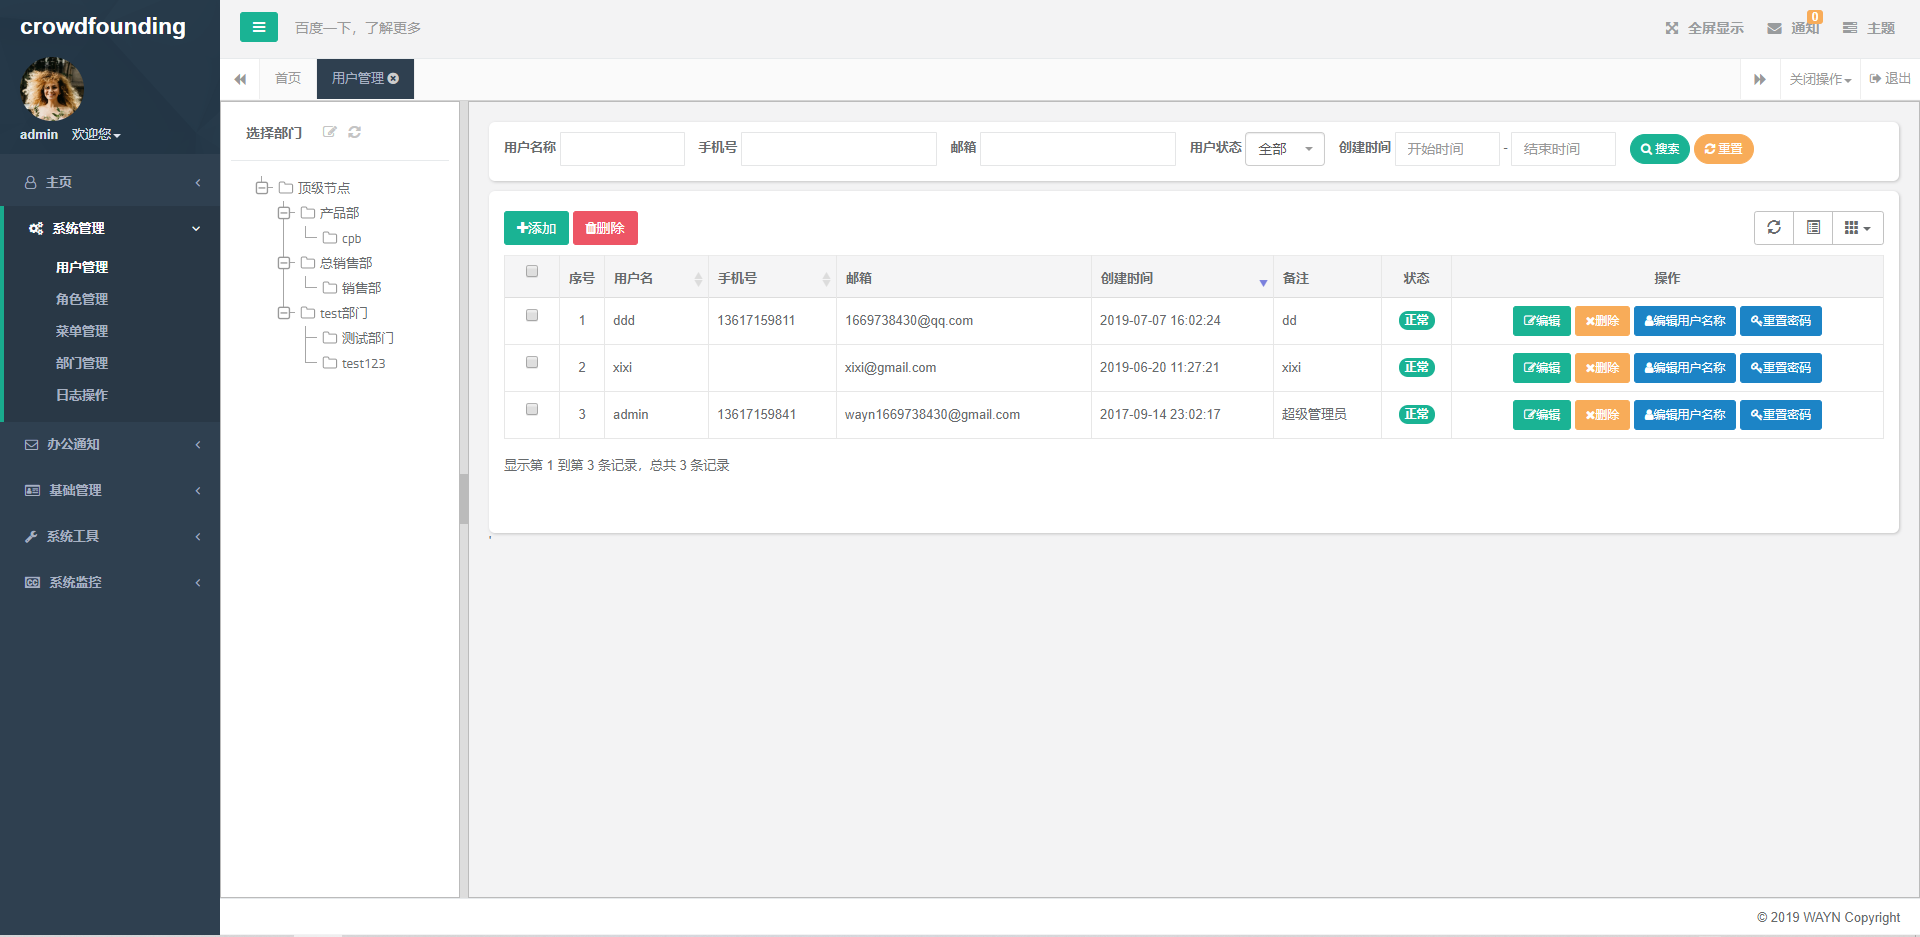 crowdfounding
admin 欢迎您
主页
系统管理
用户管理
角色管理
菜单管理
部门管理
日志操作
办公通知
基础管理
系统工具
系统监控
百度一下，了解更多
全屏显示 通知 0 主题
首页 用户管理 关闭操作 退出
选择部门
顶级节点
产品部
cpb
总销售部
销售部
test部门
测试部门
test123
用户名称 手机号 邮箱 用户状态 全部 创建时间 开始时间 - 结束时间 搜索 重置
添加 删除
序号 用户名 手机号 邮箱 创建时间 备注 状态 操作
1 ddd 13617159811 1669738430@qq.com 2019-07-07 16:02:24 dd 正常 编辑 删除 编辑用户名称 重置密码
2 xixi xixi@gmail.com 2019-06-20 11:27:21 xixi 正常 编辑 删除 编辑用户名称 重置密码
3 admin 13617159841 wayn1669738430@gmail.com 2017-09-14 23:02:17 超级管理员 正常 编辑 删除 编辑用户名称 重置密码
显示第 1 到第 3 条记录，总共 3 条记录
© 2019 WAYN Copyright